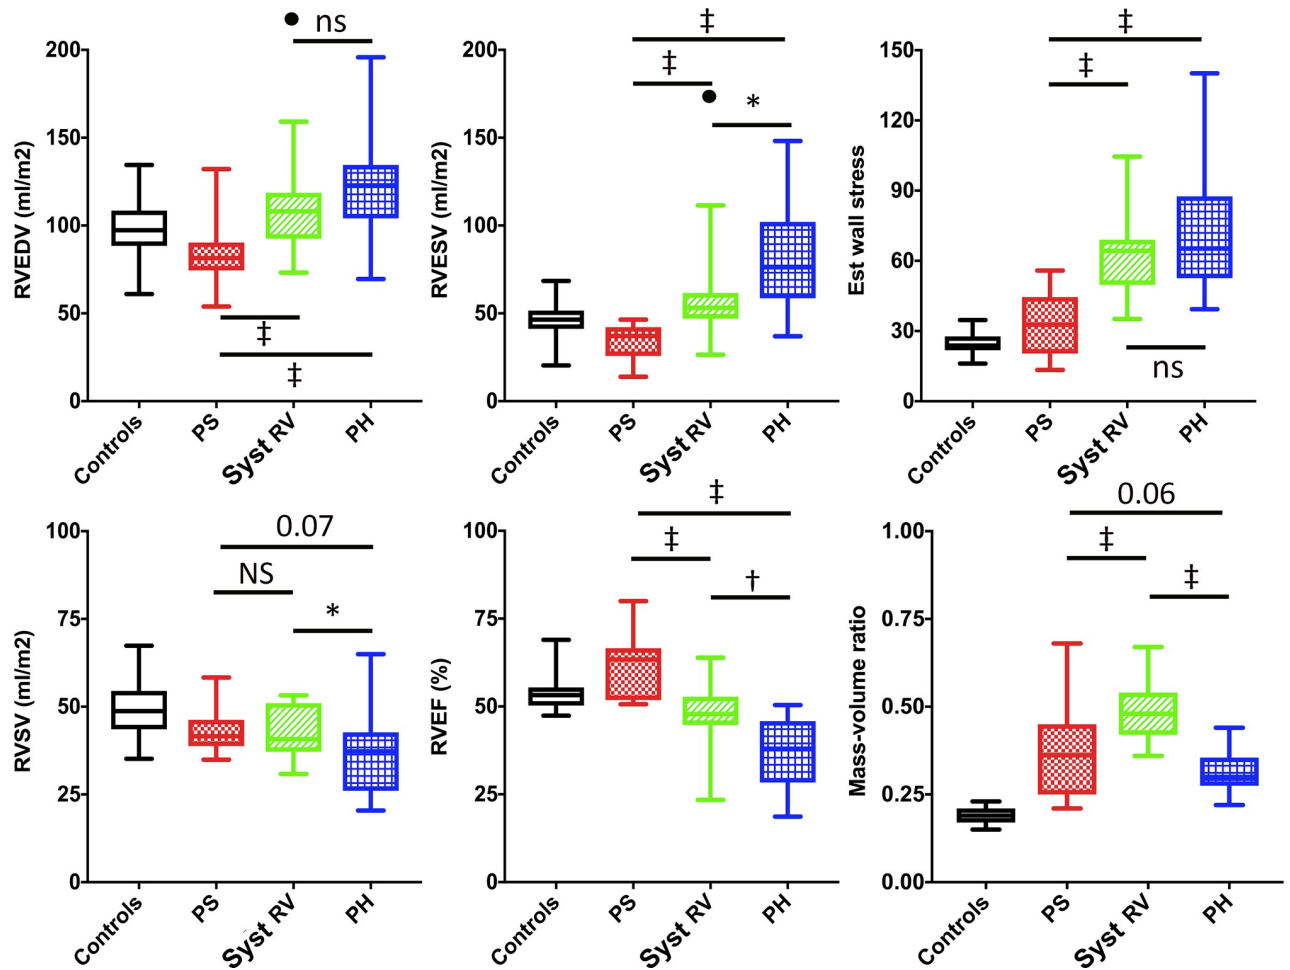 • ns
200
150
100
50
0
RVEDV (ml/m2)
‡
‡
Controls
PS
Syst RV
PH
‡
‡
• *
200
150
100
50
0
RVESV (ml/m2)
Controls
PS
Syst RV
PH
‡
‡
150
120
90
60
30
0
Est wall stress
ns
Controls
PS
Syst RV
PH
0.07
NS
*
100
75
50
25
0
RVSV (ml/m2)
Controls
PS
Syst RV
PH
‡
‡
†
100
75
50
25
0
RVEF (%)
Controls
PS
Syst RV
PH
0.06
‡
‡
1.00
0.75
0.50
0.25
0.00
Mass-volume ratio
Controls
PS
Syst RV
PH